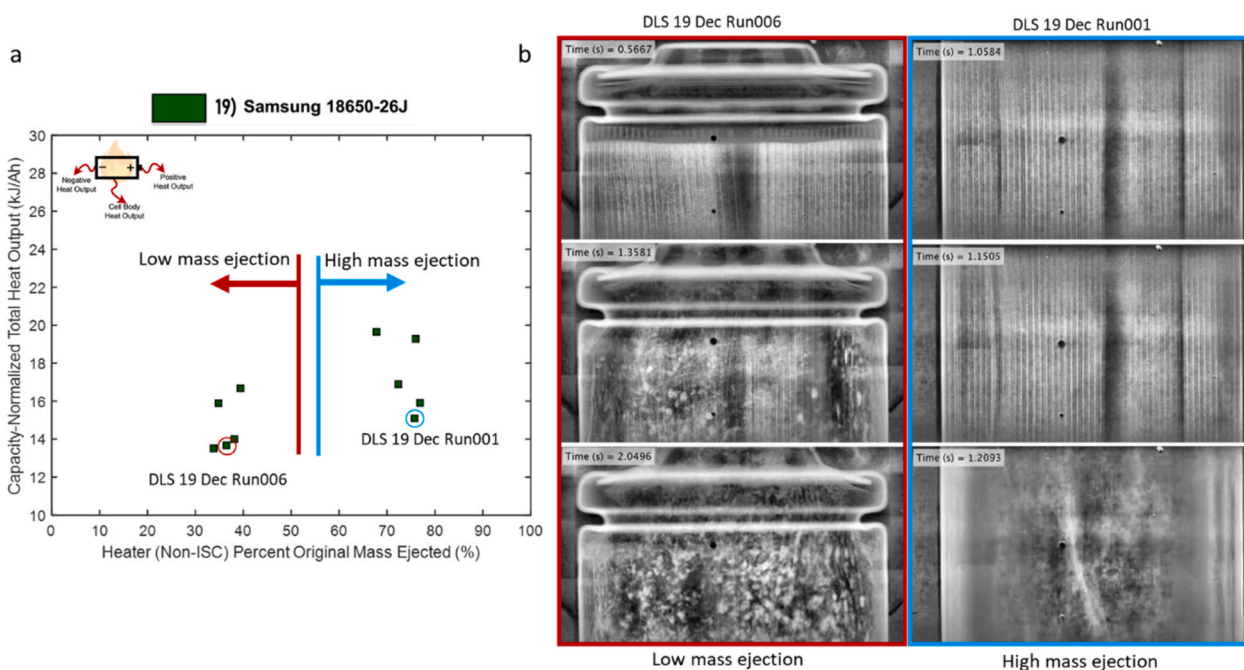 a
19) Samsung 18650-26J
Capacity-Normalized Total Heat Output (kJ/Ah)
30
28
26
24
22
20
18
16
14
12
10
Negative
Heat Output
Positive
Heat Output
Cell Body
Heat Output
Low mass ejection
High mass ejection
DLS 19 Dec Run006
DLS 19 Dec Run001
0 10 20 30 40 50 60 70 80 90 100
Heater (Non-ISC) Percent Original Mass Ejected (%)
b
DLS 19 Dec Run006
Time (s) = 0.5667
Time (s) = 1.3581
Time (s) = 2.0496
Low mass ejection
DLS 19 Dec Run001
Time (s) = 1.0584
Time (s) = 1.1505
Time (s) = 1.2093
High mass ejection